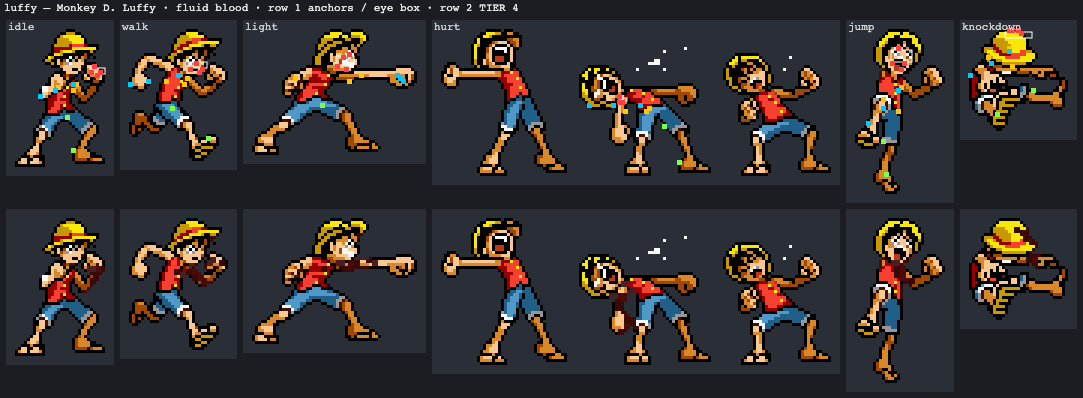 luffy — Monkey D. Luffy · fluid blood · row 1 anchors / eye box · row 2 TIER 4
idle walk light hurt jump knockdown